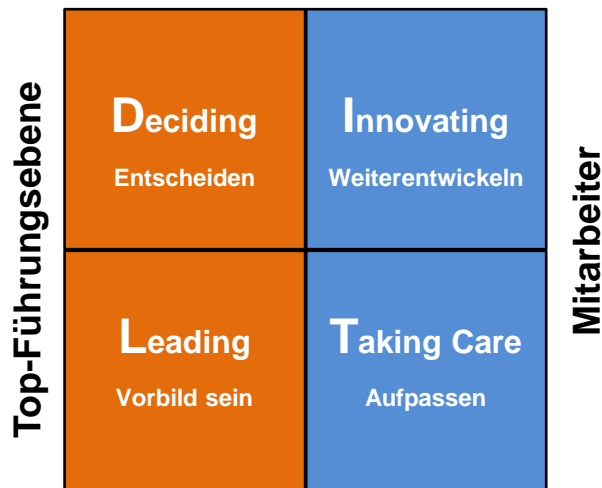 Top-Führungsebene
Deciding
Entscheiden
Innovating
Weiterentwickeln
Leading
Vorbild sein
Taking Care
Aufpassen
Mitarbeiter